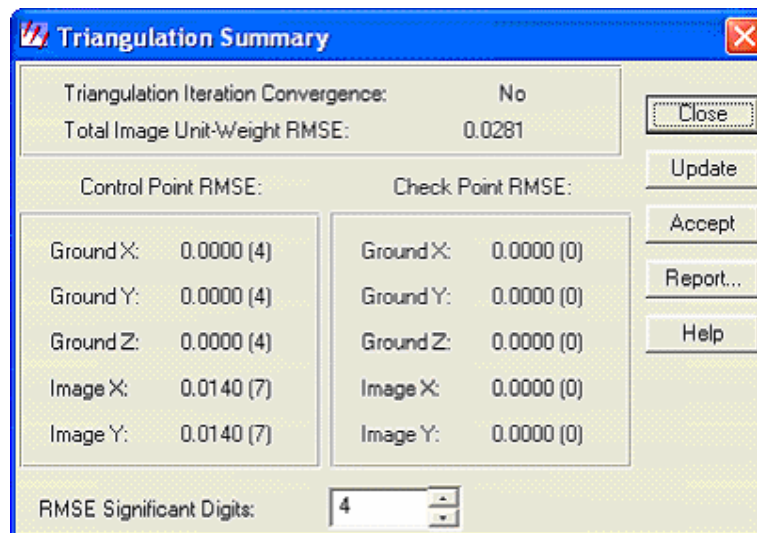 Triangulation Summary
Triangulation Iteration Convergence: No
Total Image Unit-Weight RMSE: 0.0281
Control Point RMSE:
Ground X: 0.0000 (4)
Ground Y: 0.0000 (4)
Ground Z: 0.0000 (4)
Image X: 0.0140 (7)
Image Y: 0.0140 (7)
Check Point RMSE:
Ground X: 0.0000 (0)
Ground Y: 0.0000 (0)
Ground Z: 0.0000 (0)
Image X: 0.0000 (0)
Image Y: 0.0000 (0)
RMSE Significant Digits: 4
Close
Update
Accept
Report...
Help